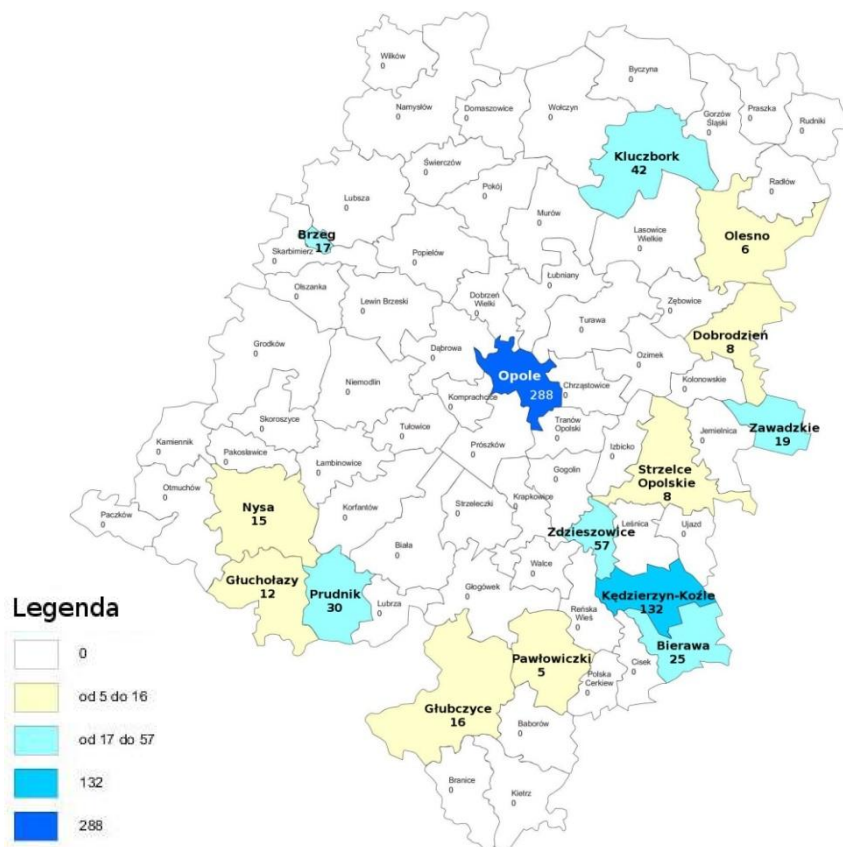 Wilków
0
Byczyna
0
Namysłów
0
Domaszowice
0
Wołczyn
0
Gorzów
Śląski
0
Praszka
0
Rudniki
0
Kluczbork
42
Świerczów
0
Radłów
0
Lubsza
0
Pokój
0
Murów
0
Olesno
6
Brzeg
17
Skarbimierz
0
Popielów
0
Lasowice
Wielkie
0
Łubniany
0
Olszanka
0
Lewin Brzeski
0
Dobrzeń
Wielki
0
Turawa
0
Zębowice
0
Dobrodzień
8
Grodków
0
Dąbrowa
0
Ozimek
0
Opole
288
Chrząstowice
0
Kolonowskie
0
Niemodlin
0
Komprachcice
0
Skoroszyce
0
Tułowice
0
Tranów
Opolski
0
Jemielnica
0
Zawadzkie
19
Kamiennik
0
Pakosławice
0
Łambinowice
0
Prószków
0
Izbicko
0
Strzelce
Opolskie
8
Gogolin
0
Otmuchów
0
Paczków
0
Nysa
15
Korfantów
0
Strzeleczki
0
Krapkowice
0
Zdzieszowice
57
Leśnica
0
Ujazd
0
Biała
0
Głuchołazy
12
Prudnik
30
Lubrza
0
Głogówek
0
Walce
0
Kędzierzyn-Koźle
132
Reńska
Wieś
0
Bierawa
25
Pawłowiczki
5
Polska
Cerkiew
0
Cisek
0
Głubczyce
16
Baborów
0
Branice
0
Kietrz
0
Legenda
0
od 5 do 16
od 17 do 57
132
288